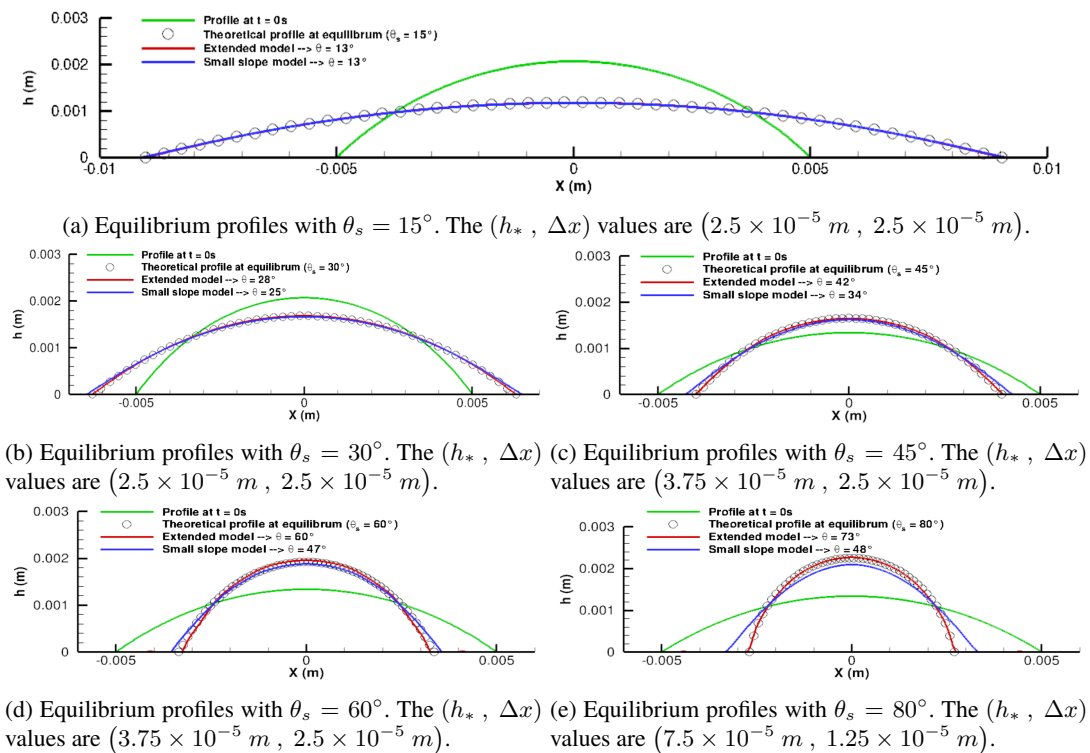 0.003
Profile at t = 0s
Theoretical profile at equilibrum (θs = 15°)
Extended model --> θ = 13°
Small slope model --> θ = 13°
0.002
h (m)
0.001
0
-0.01 -0.005 0 0.005 0.01
X (m)
(a) Equilibrium profiles with θs = 15°. The (h* , Δx) values are (2.5 × 10−5 m , 2.5 × 10−5 m).
0.003
Profile at t = 0s
Theoretical profile at equilibrum (θs = 30°)
Extended model --> θ = 28°
Small slope model --> θ = 25°
0.002
h (m)
0.001
0
-0.005 0 0.005
X (m)
0.003
Profile at t = 0s
Theoretical profile at equilibrum (θs = 45°)
Extended model --> θ = 42°
Small slope model --> θ = 34°
0.002
h (m)
0.001
0
-0.005 0 0.005
X (m)
(b) Equilibrium profiles with θs = 30°. The (h* , Δx)
values are (2.5 × 10−5 m , 2.5 × 10−5 m).
(c) Equilibrium profiles with θs = 45°. The (h* , Δx)
values are (3.75 × 10−5 m , 2.5 × 10−5 m).
0.003
Profile at t = 0s
Theoretical profile at equilibrum (θs = 60°)
Extended model --> θ = 60°
Small slope model --> θ = 47°
0.002
h (m)
0.001
0
-0.005 0 0.005
X (m)
0.003
Profile at t = 0s
Theoretical profile at equilibrum (θs = 80°)
Extended model --> θ = 73°
Small slope model --> θ = 48°
0.002
h (m)
0.001
0
-0.005 0 0.005
X (m)
(d) Equilibrium profiles with θs = 60°. The (h* , Δx)
values are (3.75 × 10−5 m , 2.5 × 10−5 m).
(e) Equilibrium profiles with θs = 80°. The (h* , Δx)
values are (7.5 × 10−5 m , 1.25 × 10−5 m).